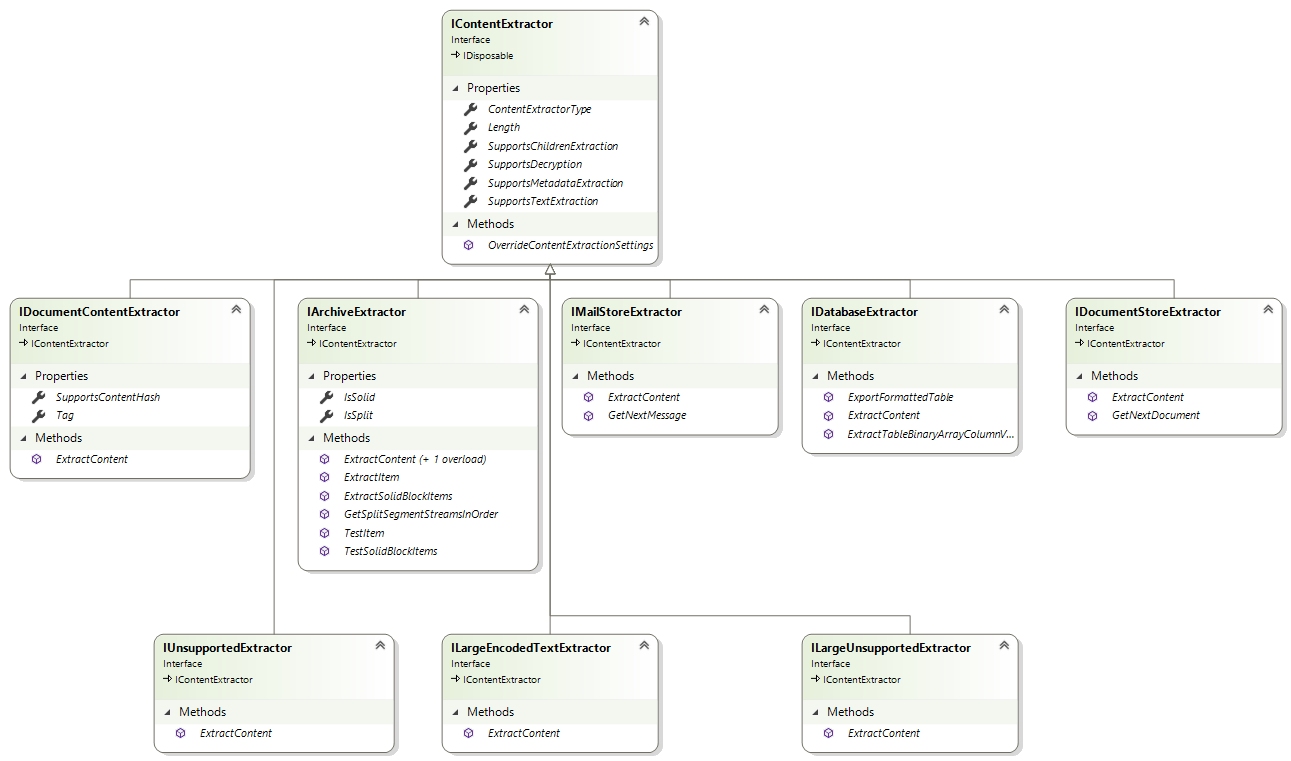 IContentExtractor
Interface
IDisposable
Properties
ContentExtractorType
Length
SupportsChildrenExtraction
SupportsDecryption
SupportsMetadataExtraction
SupportsTextExtraction
Methods
OverrideContentExtractionSettings
IDocumentContentExtractor
Interface
IContentExtractor
Properties
SupportsContentHash
Tag
Methods
ExtractContent
IArchiveExtractor
Interface
IContentExtractor
Properties
IsSolid
IsSplit
Methods
ExtractContent (+ 1 overload)
ExtractItem
ExtractSolidBlockItems
GetSplitSegmentStreamsInOrder
TestItem
TestSolidBlockItems
IMailStoreExtractor
Interface
IContentExtractor
Methods
ExtractContent
GetNextMessage
IDatabaseExtractor
Interface
IContentExtractor
Methods
ExportFormattedTable
ExtractContent
ExtractTableBinaryArrayColumnV...
IDocumentStoreExtractor
Interface
IContentExtractor
Methods
ExtractContent
GetNextDocument
IUnsupportedExtractor
Interface
IContentExtractor
Methods
ExtractContent
ILargeEncodedTextExtractor
Interface
IContentExtractor
Methods
ExtractContent
ILargeUnsupportedExtractor
Interface
IContentExtractor
Methods
ExtractContent